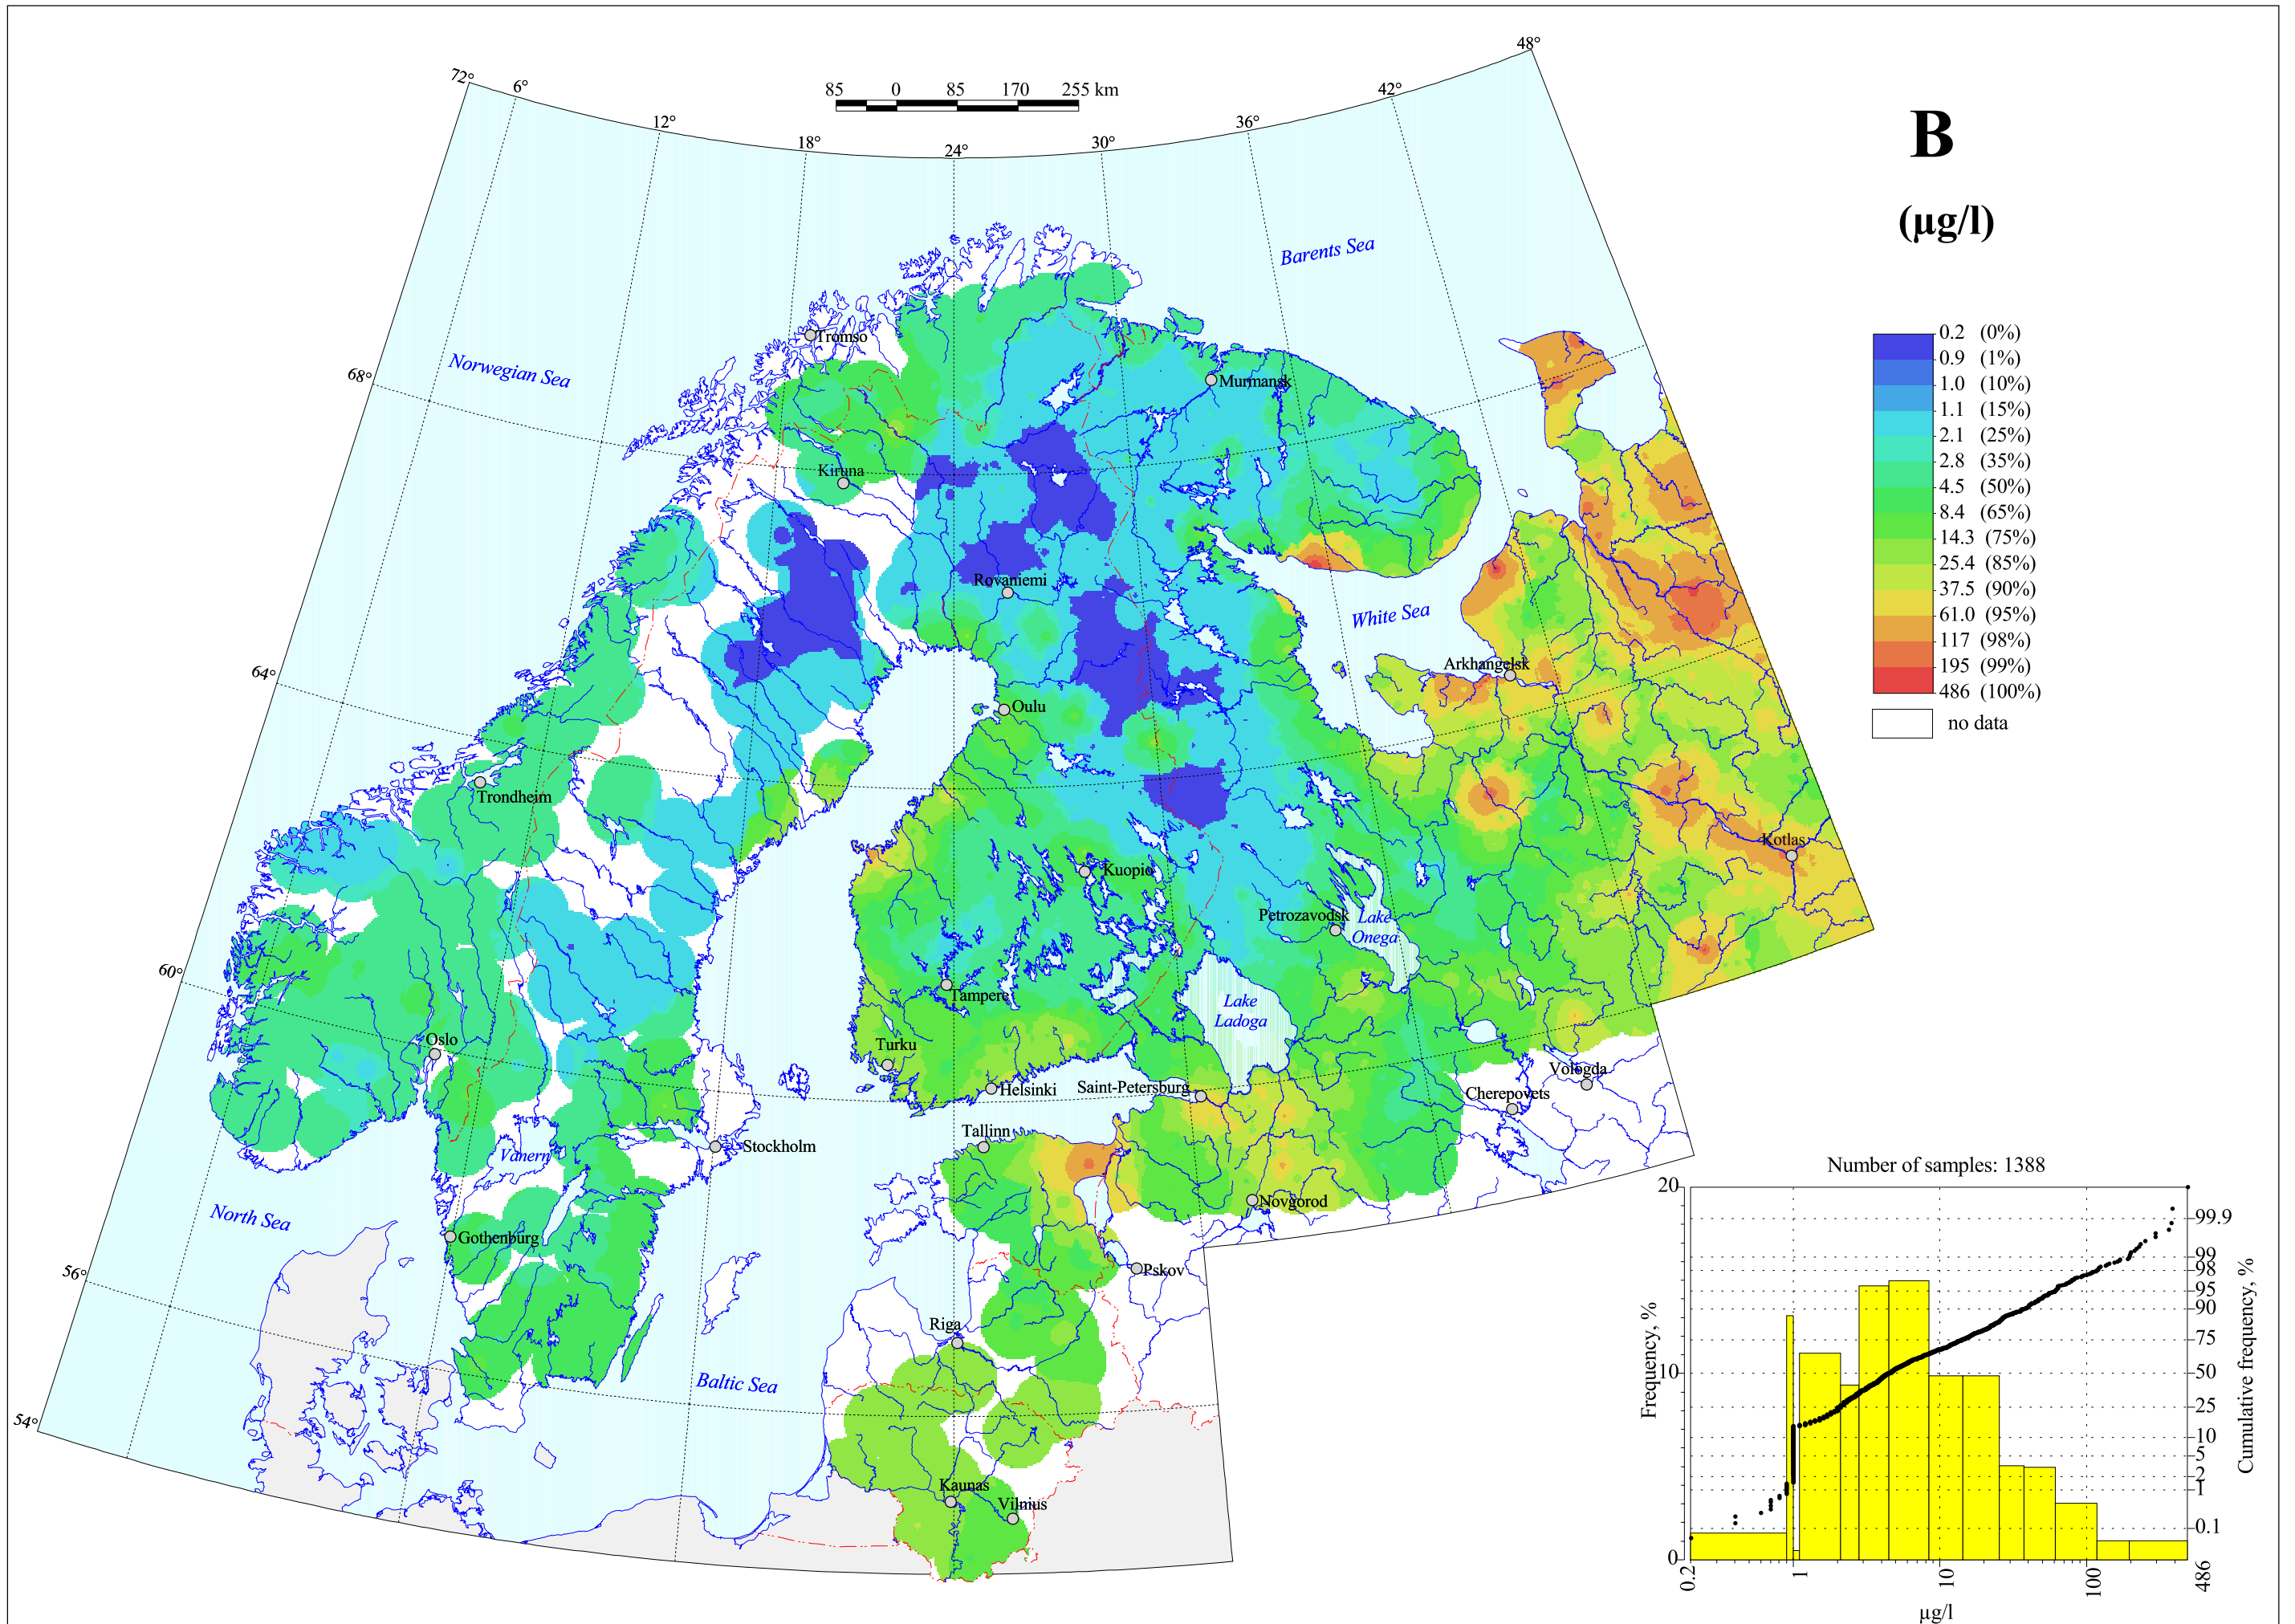 48°
72°
6°
42°
85 0 85 170 255 km
12°
36°
18°
30°
24°
B
(µg/l)
Barents Sea
Tromso
Norwegian Sea
68°
Murmansk
0.2 (0%)
0.9 (1%)
1.0 (10%)
1.1 (15%)
2.1 (25%)
2.8 (35%)
4.5 (50%)
8.4 (65%)
14.3 (75%)
25.4 (85%)
37.5 (90%)
61.0 (95%)
117 (98%)
195 (99%)
486 (100%)
no data
Kiruna
Rovaniemi
White Sea
64°
Arkhangelsk
Oulu
Trondheim
Kotlas
Kuopio
Petrozavodsk
Lake
Onega
60°
Tampere
Lake
Ladoga
Oslo
Turku
Helsinki
Saint-Petersburg
Vologda
Cherepovets
Tallinn
Stockholm
Vanern
Novgorod
North Sea
Gothenburg
56°
Pskov
Riga
Baltic Sea
54°
Kaunas
Vilnius
Number of samples: 1388
20
10
0
Frequency, %
99.9
99
98
95
90
75
50
25
10
5
2
1
0.1
Cumulative frequency, %
0.2 1 10 100 486
µg/l